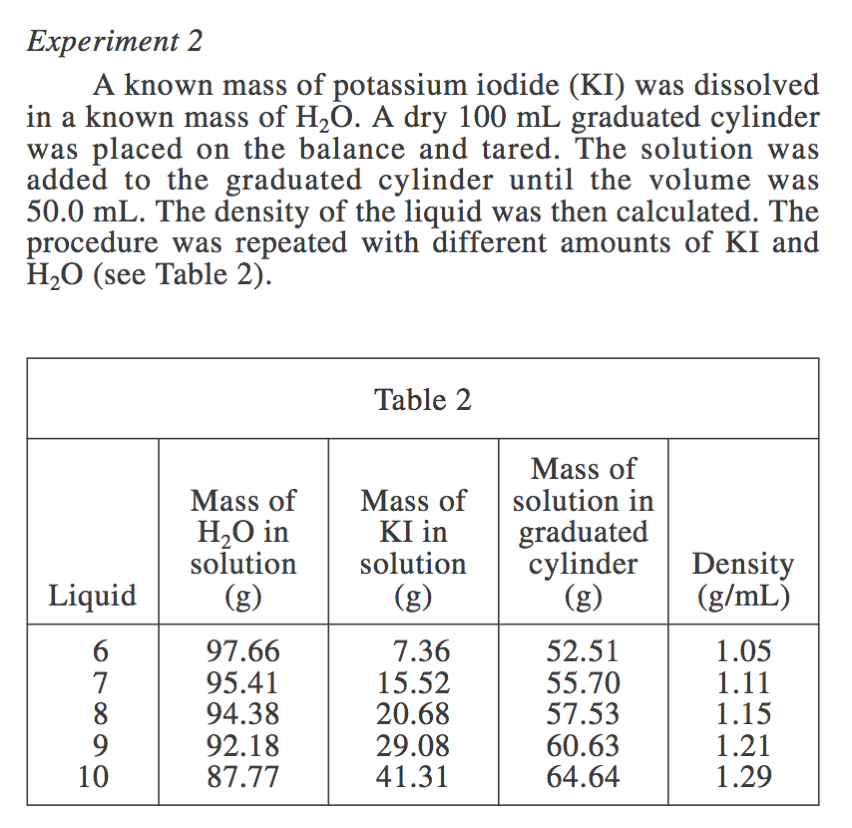 Experiment 2
A known mass of potassium iodide (KI) was dissolved
in a known mass of H₂O. A dry 100 mL graduated cylinder
was placed on the balance and tared. The solution was
added to the graduated cylinder until the volume was
50.0 mL. The density of the liquid was then calculated. The
procedure was repeated with different amounts of KI and
H₂O (see Table 2).
Table 2
Liquid | Mass of H₂O in solution (g) | Mass of KI in solution (g) | Mass of solution in graduated cylinder (g) | Density (g/mL)
6 97.66 7.36 52.51 1.05
7 95.41 15.52 55.70 1.11
8 94.38 20.68 57.53 1.15
9 92.18 29.08 60.63 1.21
10 87.77 41.31 64.64 1.29